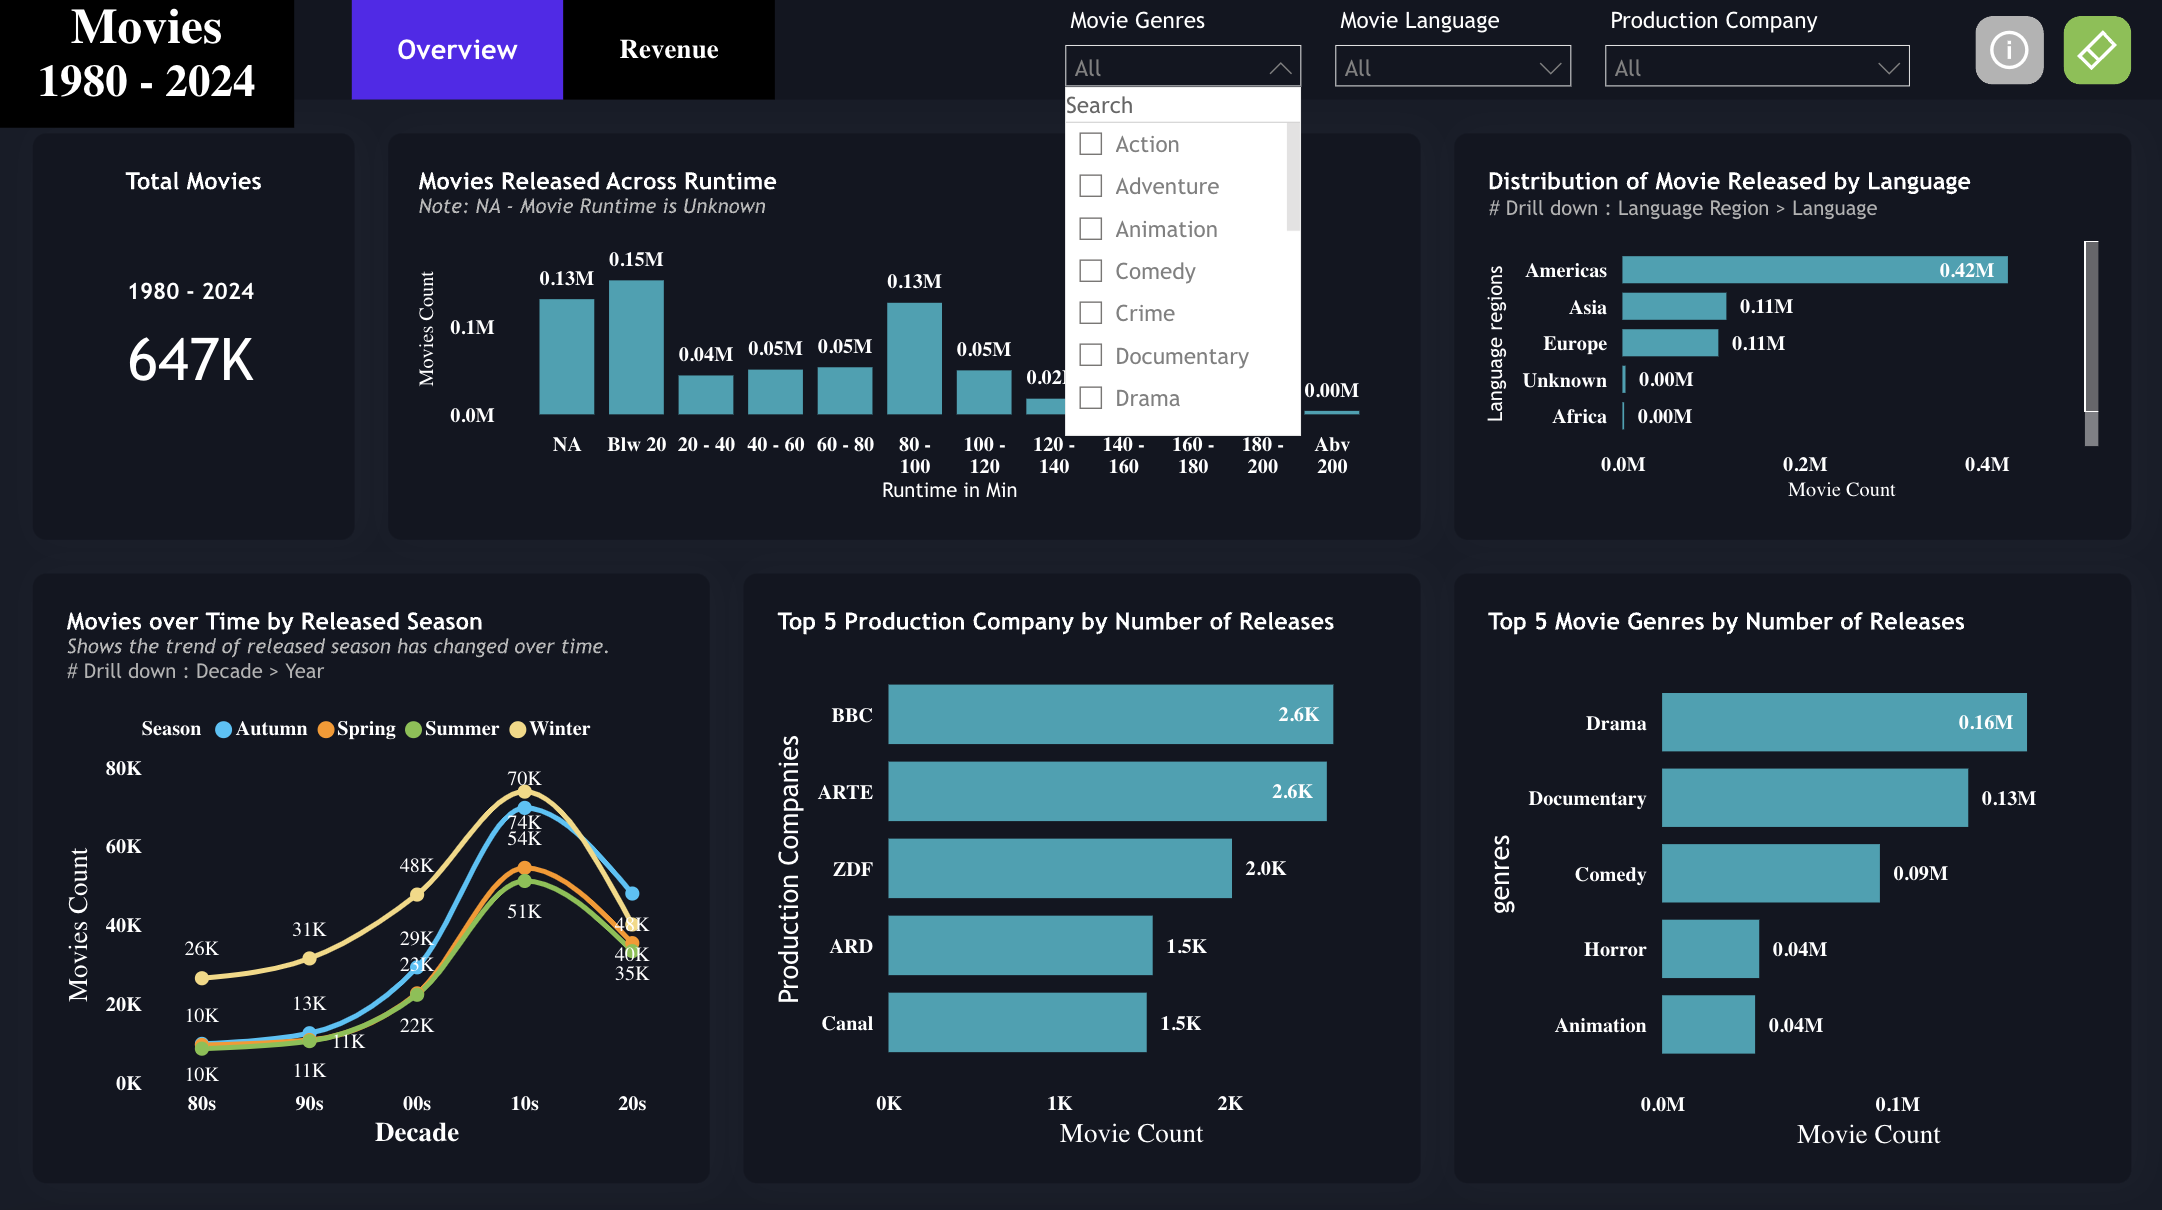 Movies
1980 - 2024
Overview
Revenue
Movie Genres
All
Movie Language
All
Production Company
All
Search
Action
Adventure
Animation
Comedy
Crime
Documentary
Drama
Total Movies
1980 - 2024
647K
Movies Released Across Runtime
Note: NA - Movie Runtime is Unknown
Movies Count
0.1M
0.0M
0.13M
0.15M
0.04M
0.05M
0.05M
0.13M
0.05M
0.02
0.00M
NA
Blw 20
20 - 40
40 - 60
60 - 80
80 -
100
100 -
120
120 -
140
140 -
160
160 -
180
180 -
200
Abv
200
Runtime in Min
Distribution of Movie Released by Language
# Drill down : Language Region > Language
Language regions
Americas
0.42M
Asia
0.11M
Europe
0.11M
Unknown
0.00M
Africa
0.00M
0.0M
0.2M
0.4M
Movie Count
Movies over Time by Released Season
Shows the trend of released season has changed over time.
# Drill down : Decade > Year
Season
Autumn
Spring
Summer
Winter
Movies Count
80K
60K
40K
20K
0K
26K
10K
10K
31K
13K
11K
11K
48K
29K
23K
22K
70K
74K
54K
51K
48K
40K
35K
80s
90s
00s
10s
20s
Decade
Top 5 Production Company by Number of Releases
Production Companies
BBC
2.6K
ARTE
2.6K
ZDF
2.0K
ARD
1.5K
Canal
1.5K
0K
1K
2K
Movie Count
Top 5 Movie Genres by Number of Releases
genres
Drama
0.16M
Documentary
0.13M
Comedy
0.09M
Horror
0.04M
Animation
0.04M
0.0M
0.1M
Movie Count